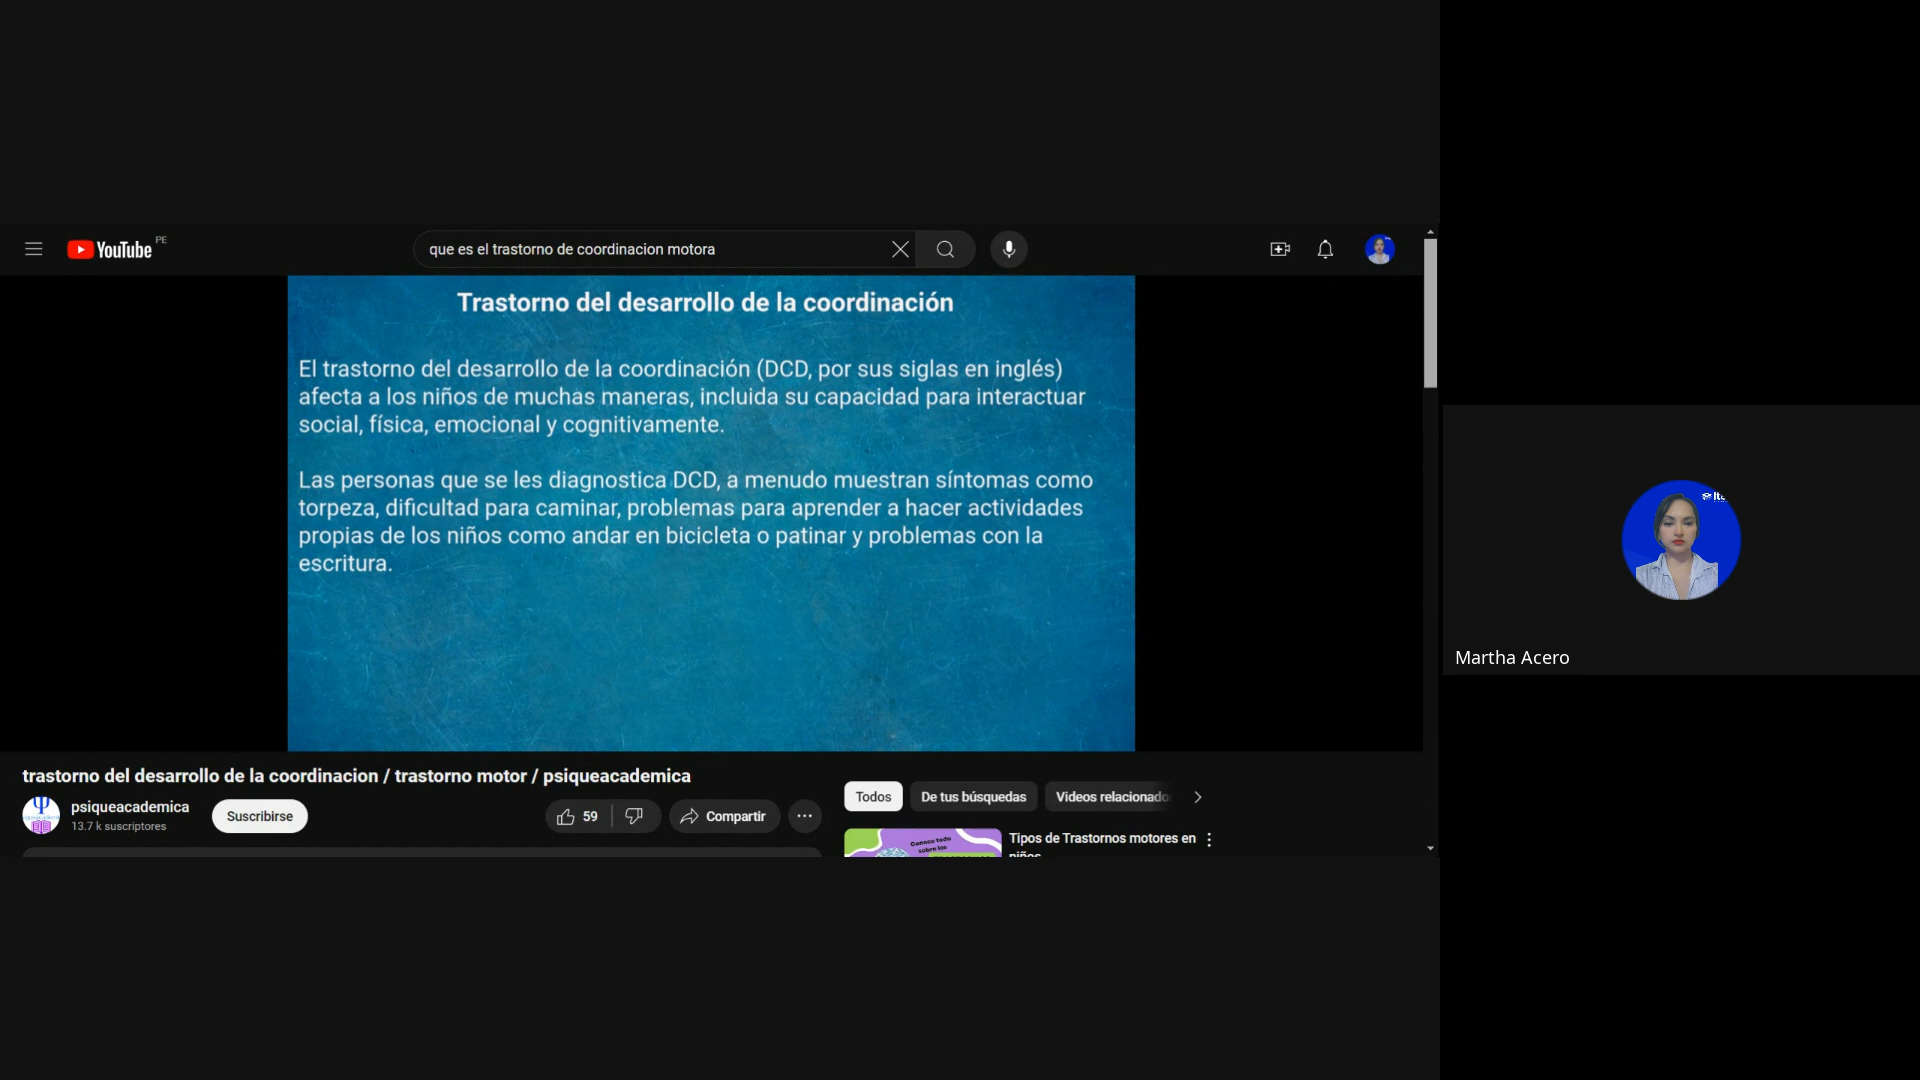 YouTube PE
que es el trastorno de coordinacion motora
Trastorno del desarrollo de la coordinación
El trastorno del desarrollo de la coordinación (DCD, por sus siglas en inglés)
afecta a los niños de muchas maneras, incluida su capacidad para interactuar
social, física, emocional y cognitivamente.
Las personas que se les diagnostica DCD, a menudo muestran síntomas como
torpeza, dificultad para caminar, problemas para aprender a hacer actividades
propias de los niños como andar en bicicleta o patinar y problemas con la
escritura.
trastorno del desarrollo de la coordinacion / trastorno motor / psiqueacademica
psiqueacademica
13.7 k suscriptores
Suscribirse
59
Compartir
Todos
De tus búsquedas
Videos relacionado
Conoce todo
sobre los
Tipos de Trastornos motores en
niños
Martha Acero